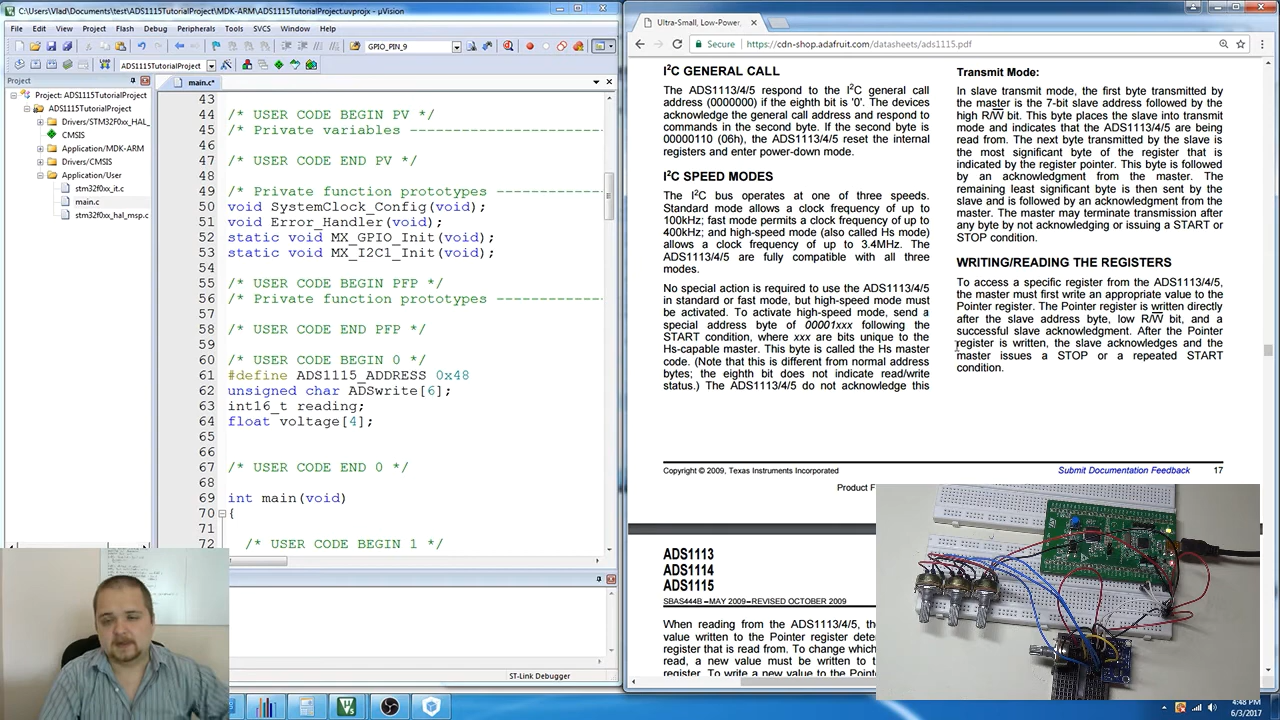 C:\Users\Vlad\Documents\test\ADS1115TutorialProject\MDK-ARM\ADS1115TutorialProject.uvprojx - µVision
File Edit View Project Flash Debug Peripherals Tools SVCS Window Help
GPIO_PIN_9
ADS1115TutorialProject
Project
Project: ADS1115TutorialProject
ADS1115TutorialProject
Drivers/STM32F0xx_HAL_
CMSIS
Application/MDK-ARM
Drivers/CMSIS
Application/User
stm32f0xx_it.c
main.c
stm32f0xx_hal_msp.c
main.c*
43
44 /* USER CODE BEGIN PV */
45 /* Private variables ------------------------
46
47 /* USER CODE END PV */
48
49 /* Private function prototypes --------------
50 void SystemClock_Config(void);
51 void Error_Handler(void);
52 static void MX_GPIO_Init(void);
53 static void MX_I2C1_Init(void);
54
55 /* USER CODE BEGIN PFP */
56 /* Private function prototypes --------------
57
58 /* USER CODE END PFP */
59
60 /* USER CODE BEGIN 0 */
61 #define ADS1115_ADDRESS 0x48
62 unsigned char ADSwrite[6];
63 int16_t reading;
64 float voltage[4];
65
66
67 /* USER CODE END 0 */
68
69 int main(void)
70 {
71
72 /* USER CODE BEGIN 1 */
ST-Link Debugger
Ultra-Small, Low-Power,
Secure https://cdn-shop.adafruit.com/datasheets/ads1115.pdf
I²C GENERAL CALL
The ADS1113/4/5 respond to the I²C general call
address (0000000) if the eighth bit is '0'. The devices
acknowledge the general call address and respond to
commands in the second byte. If the second byte is
00000110 (06h), the ADS1113/4/5 reset the internal
registers and enter power-down mode.
I²C SPEED MODES
The I²C bus operates at one of three speeds.
Standard mode allows a clock frequency of up to
100kHz; fast mode permits a clock frequency of up to
400kHz; and high-speed mode (also called Hs mode)
allows a clock frequency of up to 3.4MHz. The
ADS1113/4/5 are fully compatible with all three
modes.
No special action is required to use the ADS1113/4/5
in standard or fast mode, but high-speed mode must
be activated. To activate high-speed mode, send a
special address byte of 00001xxx following the
START condition, where xxx are bits unique to the
Hs-capable master. This byte is called the Hs master
code. (Note that this is different from normal address
bytes; the eighth bit does not indicate read/write
status.) The ADS1113/4/5 do not acknowledge this
Transmit Mode:
In slave transmit mode, the first byte transmitted by
the master is the 7-bit slave address followed by the
high R/W bit. This byte places the slave into transmit
mode and indicates that the ADS1113/4/5 are being
read from. The next byte transmitted by the slave is
the most significant byte of the register that is
indicated by the register pointer. This byte is followed
by an acknowledgment from the master. The
remaining least significant byte is then sent by the
slave and is followed by an acknowledgment from the
master. The master may terminate transmission after
any byte by not acknowledging or issuing a START or
STOP condition.
WRITING/READING THE REGISTERS
To access a specific register from the ADS1113/4/5,
the master must first write an appropriate value to the
Pointer register. The Pointer register is written directly
after the slave address byte, low R/W bit, and a
successful slave acknowledgment. After the Pointer
register is written, the slave acknowledges and the
master issues a STOP or a repeated START
condition.
Copyright © 2009, Texas Instruments Incorporated Submit Documentation Feedback 17
Product F
ADS1113
ADS1114
ADS1115
SBAS444B–MAY 2009–REVISED OCTOBER 2009
When reading from the ADS1113/4/5, the
value written to the Pointer register dete
register that is read from. To change which
read, a new value must be written to t
register. To write a new value to the Point
4:48 PM
6/3/2017